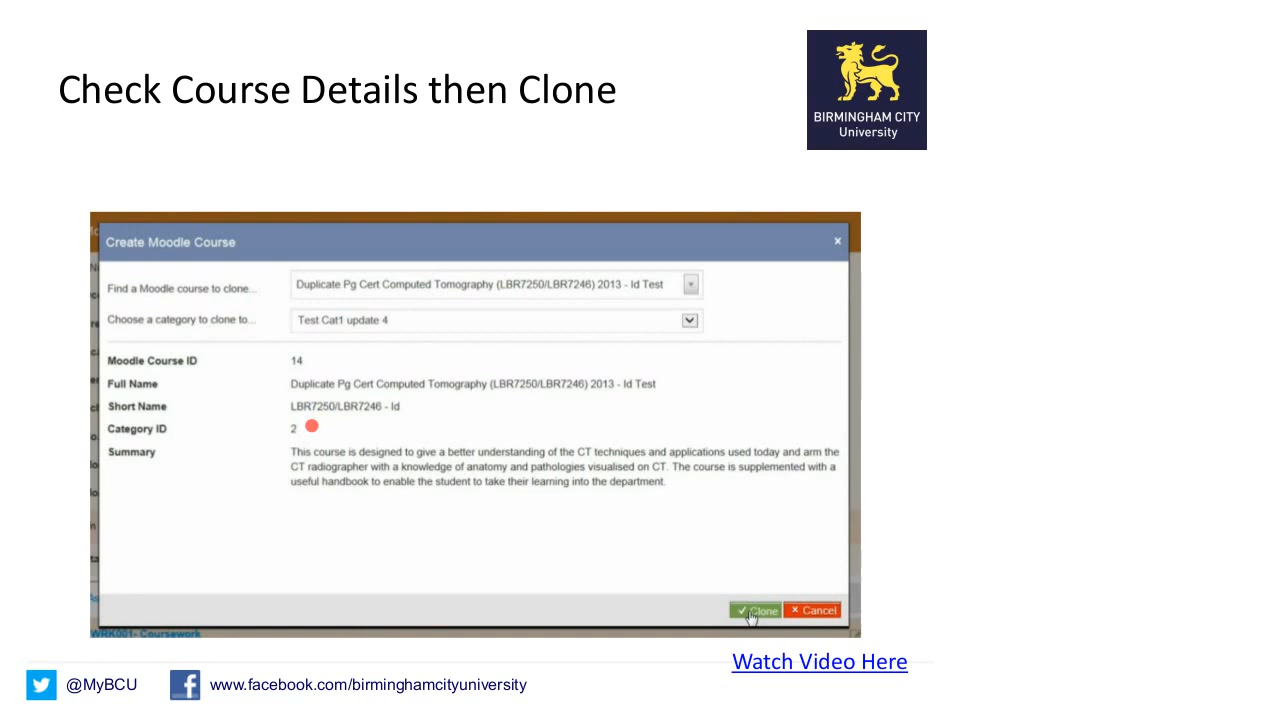 Check Course Details then Clone
BIRMINGHAM CITY
University
Create Moodle Course
×
Find a Moodle course to clone...
Duplicate Pg Cert Computed Tomography (LBR7250/LBR7246) 2013 - Id Test
Choose a category to clone to...
Test Cat1 update 4
Moodle Course ID
14
Full Name
Duplicate Pg Cert Computed Tomography (LBR7250/LBR7246) 2013 - Id Test
Short Name
LBR7250/LBR7246 - Id
Category ID
2
Summary
This course is designed to give a better understanding of the CT techniques and applications used today and arm the
CT radiographer with a knowledge of anatomy and pathologies visualised on CT. The course is supplemented with a
useful handbook to enable the student to take their learning into the department.
✓ Clone
× Cancel
WRK001- Coursework
Watch Video Here
@MyBCU
www.facebook.com/birminghamcityuniversity